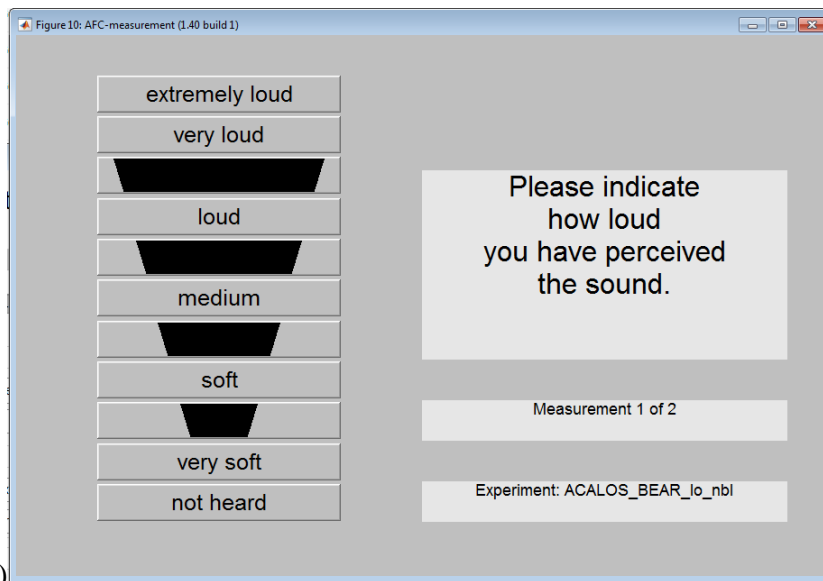 Figure 10: AFC-measurement (1.40 build 1)
extremely loud
very loud
loud
medium
soft
very soft
not heard
Please indicate
how loud
you have perceived
the sound.
Measurement 1 of 2
Experiment: ACALOS_BEAR_lo_nbl
)